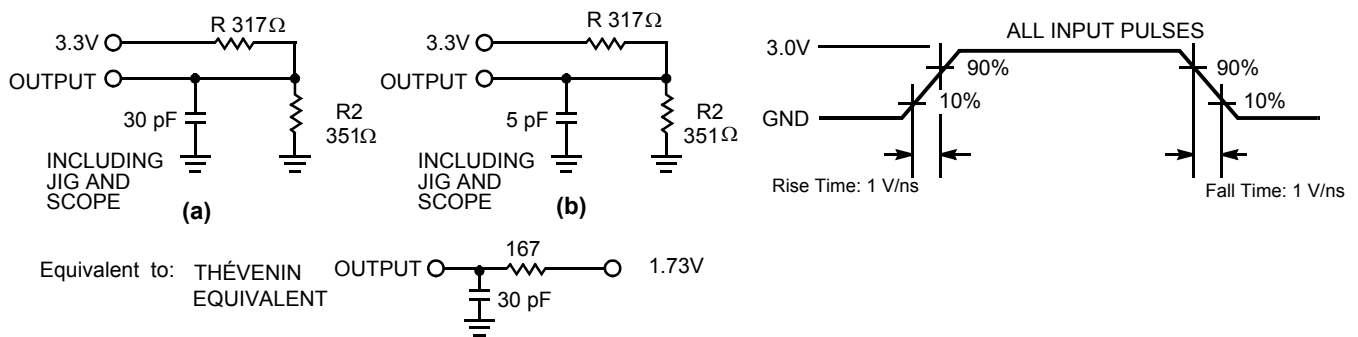 R 317Ω
3.3V
OUTPUT
30 pF
R2
351Ω
INCLUDING
JIG AND
SCOPE
(a)
R 317Ω
3.3V
OUTPUT
5 pF
R2
351Ω
INCLUDING
JIG AND
SCOPE
(b)
ALL INPUT PULSES
3.0V
90%
10%
GND
90%
10%
Rise Time: 1 V/ns
Fall Time: 1 V/ns
Equivalent to: THÉVENIN
EQUIVALENT
OUTPUT
167
1.73V
30 pF